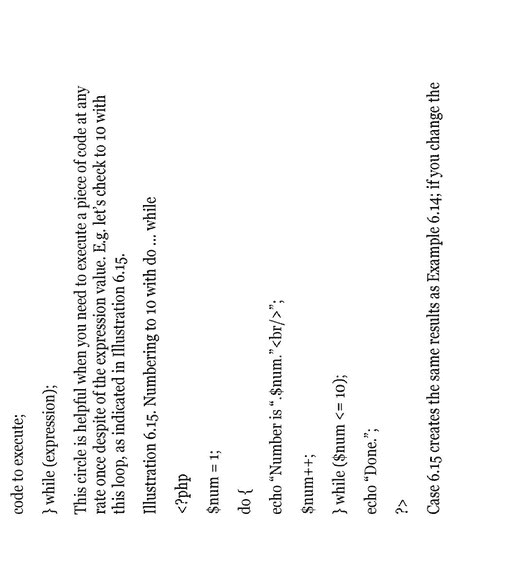 code to execute;
} while (expression);
This circle is helpful when you need to execute a piece of code at any
rate once despite of the expression value. E.g. let’s check to 10 with
this loop, as indicated in Illustration 6.15.
Illustration 6.15. Numbering to 10 with do ... while
<?php
$num = 1;
do {
echo “Number is “.$num.”<br/>”;
$num++;
} while ($num <= 10);
echo “Done.”;
?>
Case 6.15 creates the same results as Example 6.14; if you change the